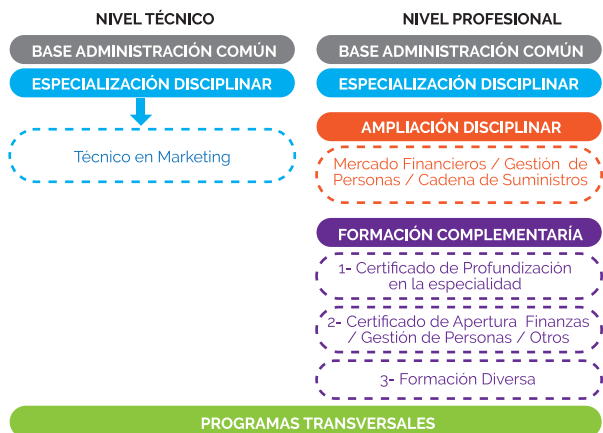 NIVEL TÉCNICO
BASE ADMINISTRACIÓN COMÚN
ESPECIALIZACIÓN DISCIPLINAR
Técnico en Marketing
NIVEL PROFESIONAL
BASE ADMINISTRACIÓN COMÚN
ESPECIALIZACIÓN DISCIPLINAR
AMPLIACIÓN DISCIPLINAR
Mercado Financieros / Gestión de
Personas / Cadena de Suministros
FORMACIÓN COMPLEMENTARÍA
1- Certificado de Profundización
en la especialidad
2- Certificado de Apertura Finanzas
/ Gestión de Personas / Otros
3- Formación Diversa
PROGRAMAS TRANSVERSALES